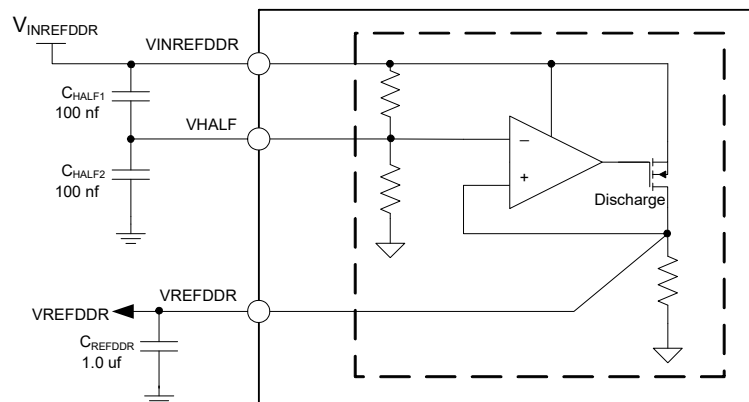 VINREFDDR
VINREFDDR
CHALF1
100 nf
VHALF
CHALF2
100 nf
−
+
Discharge
VREFDDR
VREFDDR
CREFDDR
1.0 uf